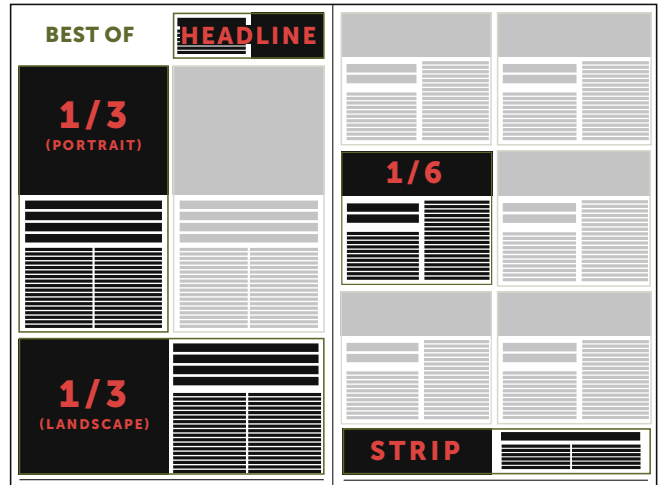 BEST OF
HEADLINE
1/3
(PORTRAIT)
1/3
(LANDSCAPE)
1/6
STRIP